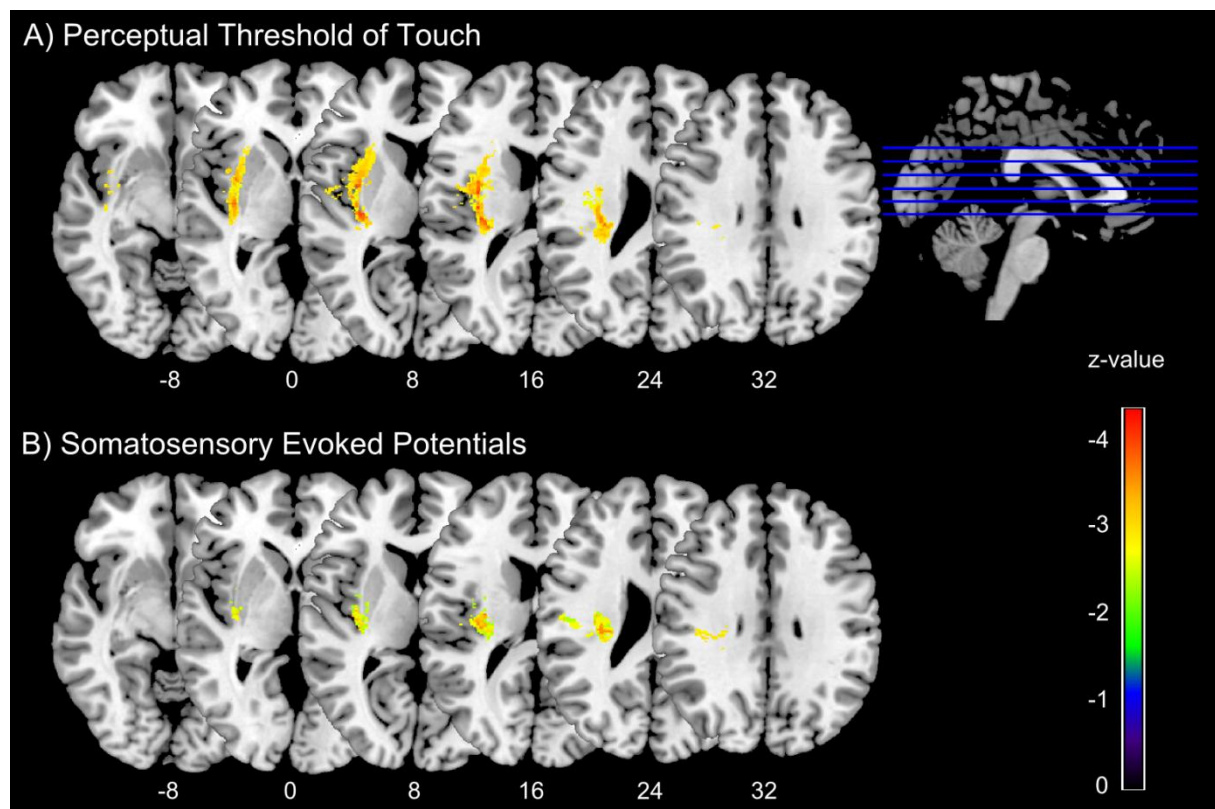 A) Perceptual Threshold of Touch
-8 0 8 16 24 32
z-value
-4
-3
-2
-1
0
B) Somatosensory Evoked Potentials
-8 0 8 16 24 32